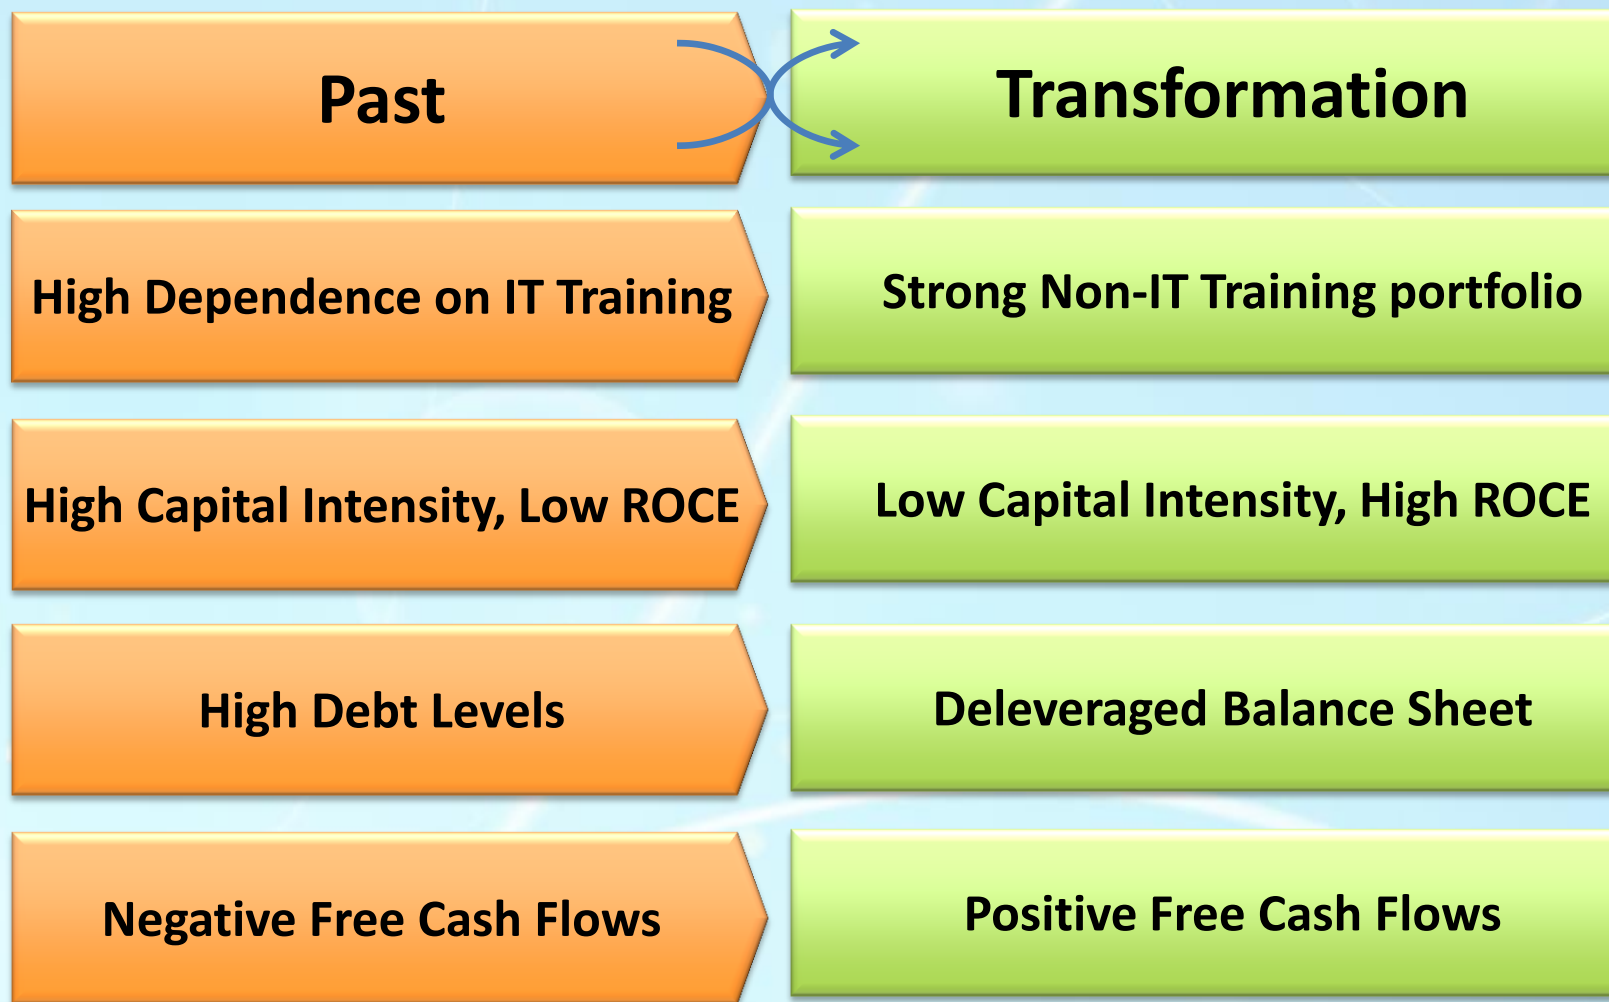 Past
Transformation
High Dependence on IT Training
Strong Non-IT Training portfolio
High Capital Intensity, Low ROCE
Low Capital Intensity, High ROCE
High Debt Levels
Deleveraged Balance Sheet
Negative Free Cash Flows
Positive Free Cash Flows